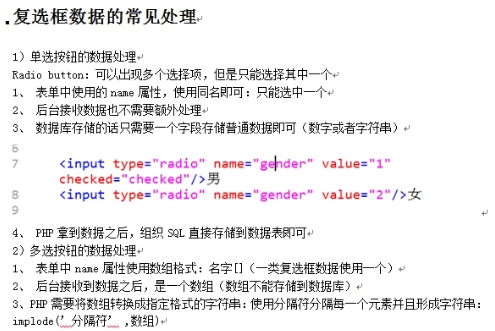 .复选框数据的常见处理
1）单选按钮的数据处理
Radio button：可以出现多个选择项，但是只能选择其中一个
1、 表单中使用的 name 属性，使用同名即可：只能选中一个
2、 后台接收数据也不需要额外处理
3、 数据库存储的话只需要一个字段存储普通数据即可（数字或者字符串）
6
7 <input type="radio" name="gender" value="1"
checked="checked"/>男
8 <input type="radio" name="gender" value="2"/>女
9
4、 PHP 拿到数据之后，组织 SQL 直接存储到数据表即可
2）多选按钮的数据处理
1、 表单中 name 属性使用数组格式：名字[]（一类复选框数据使用一个）
2、 后台接收到数据之后，是一个数组（数组不能存储到数据库）
3、PHP 需要将数组转换成指定格式的字符串：使用分隔符分隔每一个元素并且形成字符串：
implode(’分隔符’ ,数组)